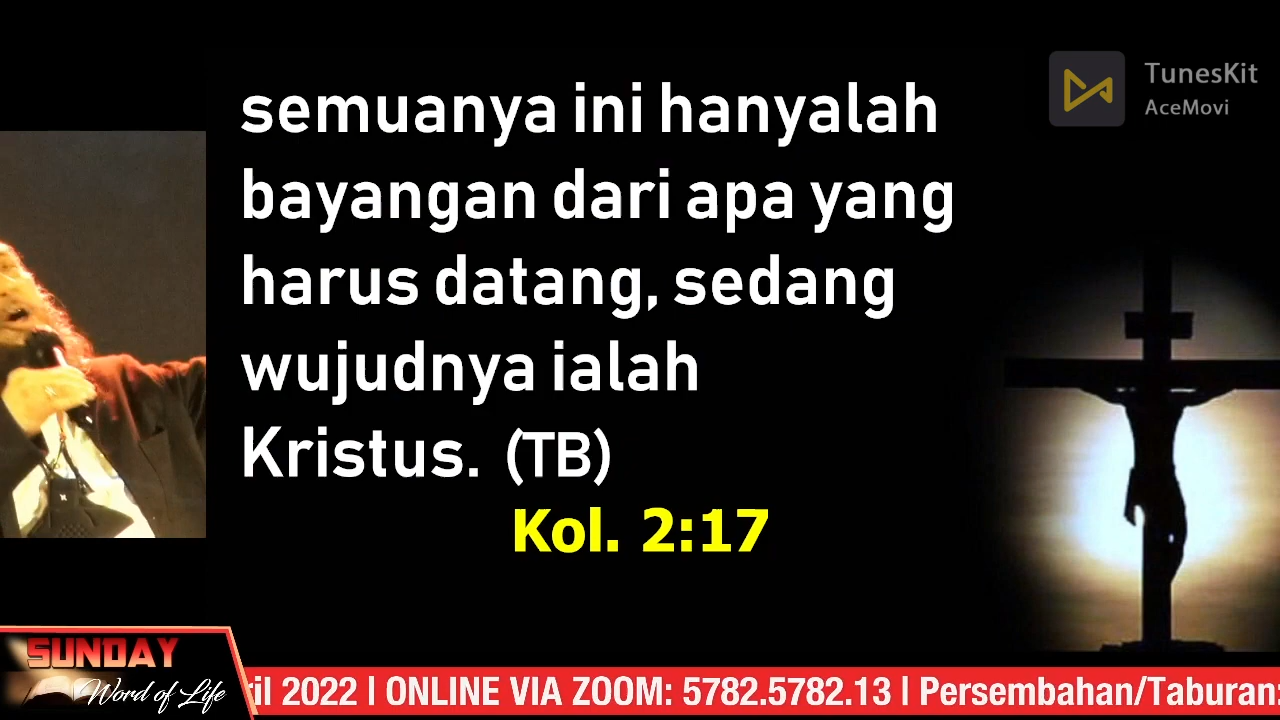 semuanya ini hanyalah
bayangan dari apa yang
harus datang, sedang
wujudnya ialah
Kristus. (TB)
Kol. 2:17
TunesKit
AceMovi
SUNDAY
Word of Life
ril 2022 | ONLINE VIA ZOOM: 5782.5782.13 | Persembahan/Taburan: